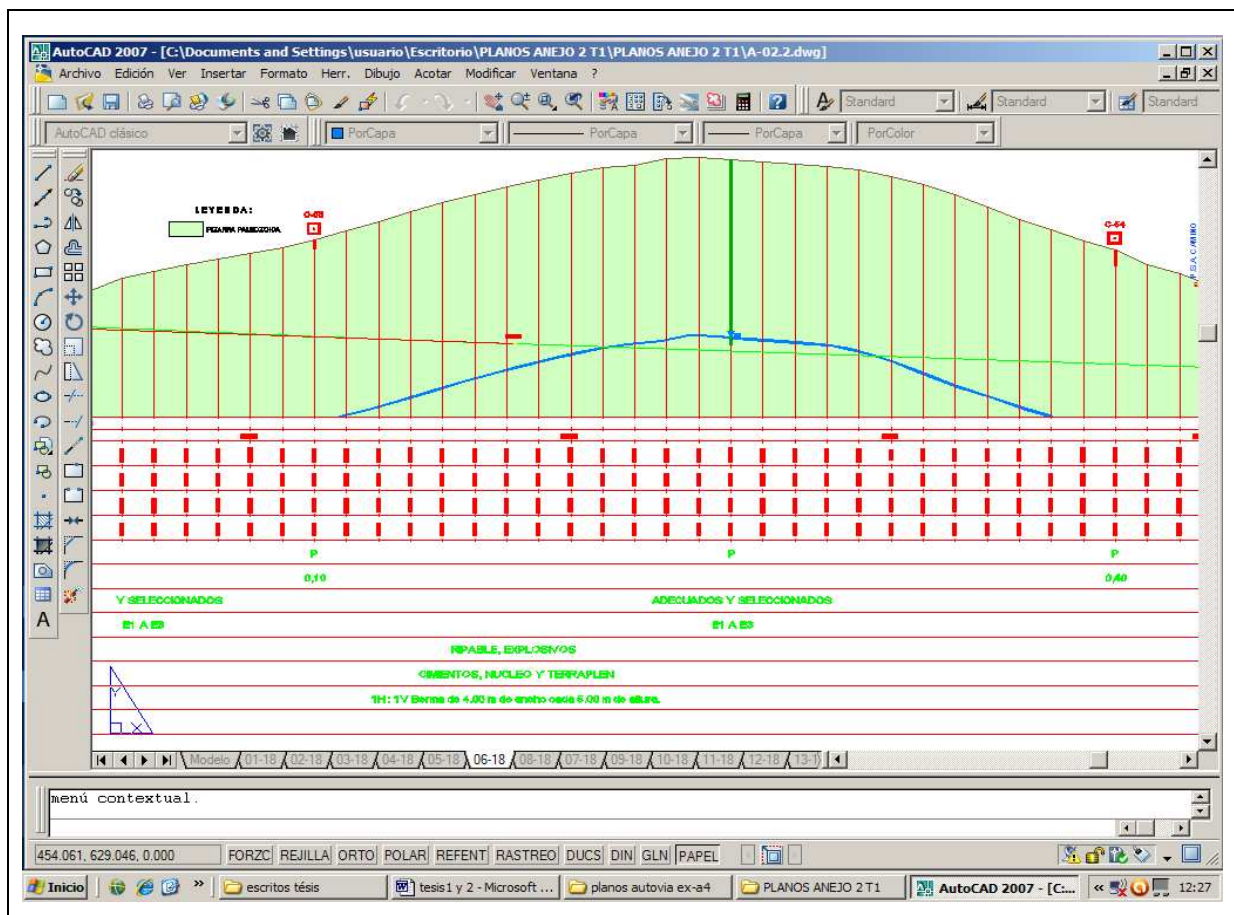 AutoCAD 2007 - [C:\Documents and Settings\usuario\Escritorio\PLANOS ANEJO 2 T1\PLANOS ANEJO 2 T1\A-02.2.dwg]
Archivo Edición Ver Insertar Formato Herr. Dibujo Acotar Modificar Ventana ?
Standard Standard Standard
AutoCAD clásico PorCapa PorCapa PorCapa PorColor
LEYENDA:
PIZARRA PALEOZOICA
C-54
P.S.A. CAMINO
P P P
0,10 0,40
Y SELECCIONADOS ADECUADOS Y SELECCIONADOS
E1 A E3 E1 A E3
RIPABLE, EXPLOSIVOS
CIMIENTOS, NUCLEO Y TERRAPLEN
1H: 1V Berma de 4.00 m de ancho cada 5.00 m de altura.
Y
X
Modelo 01-18 02-18 03-18 04-18 05-18 06-18 08-18 07-18 09-18 10-18 11-18 12-18 13-1
menú contextual.
454.061, 629.046, 0.000 FORZC REJILLA ORTO POLAR REFENT RASTREO DUCS DIN GLN PAPEL
Inicio » escritos tésis tesis1 y 2 - Microsoft ... planos autovia ex-a4 PLANOS ANEJO 2 T1 AutoCAD 2007 - [C:... « 12:27